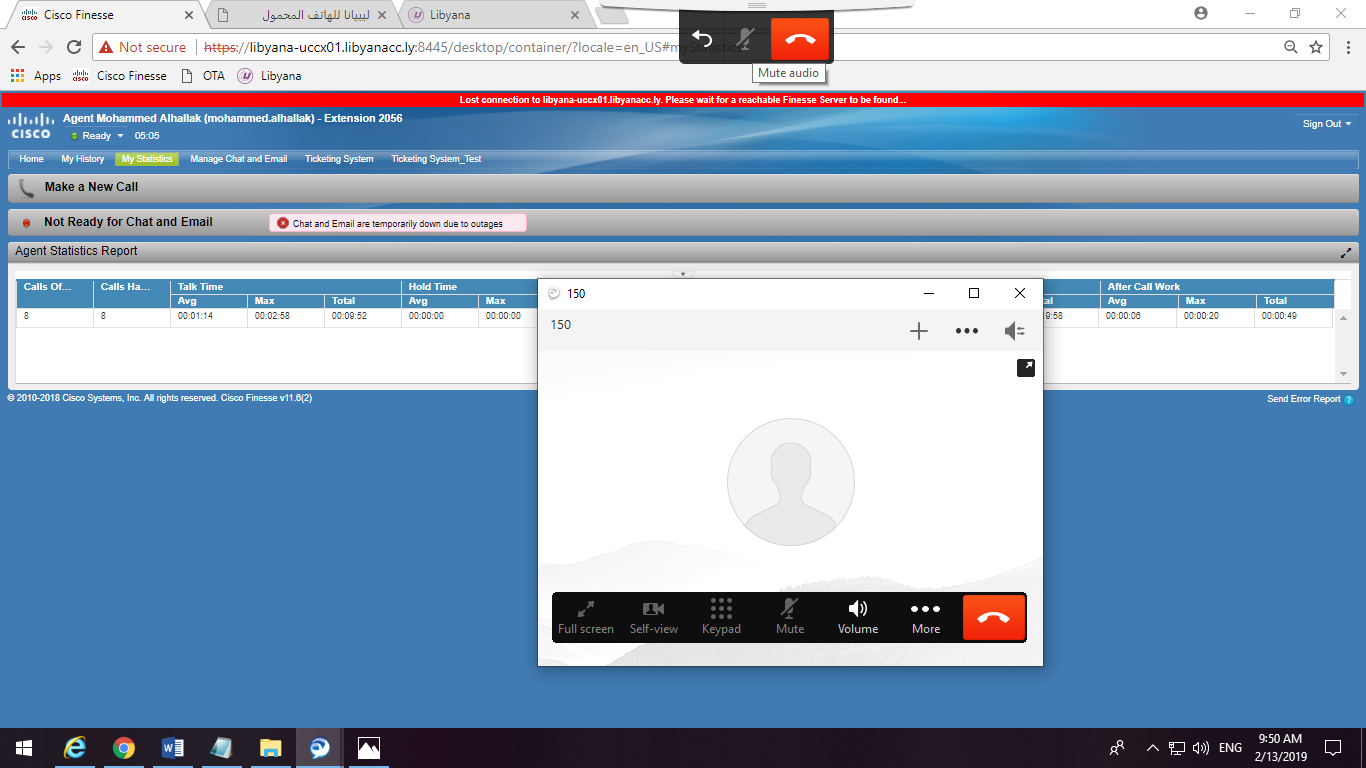 Cisco Finesse
ليبيانا للهاتف المحمول
Libyana
Not secure
https://libyana-uccx01.libyanacc.ly:8445/desktop/container/?locale=en_US#myStatistics
Mute audio
Apps
Cisco Finesse
OTA
Libyana
Lost connection to libyana-uccx01.libyanacc.ly. Please wait for a reachable Finesse Server to be found...
CISCO
Agent Mohammed Alhallak (mohammed.alhallak) - Extension 2056
Ready 05:05
Sign Out
Home My History My Statistics Manage Chat and Email Ticketing System Ticketing System_Test
Make a New Call
Not Ready for Chat and Email
Chat and Email are temporarily down due to outages
Agent Statistics Report
Calls Of... Calls Ha... Talk Time Hold Time After Call Work
Avg Max Total Avg Max tal Avg Max Total
8 8 00:01:14 00:02:58 00:09:52 00:00:00 00:00:00 9:58 00:00:06 00:00:20 00:00:49
© 2010-2018 Cisco Systems, Inc. All rights reserved. Cisco Finesse v11.6(2)
Send Error Report
150
150
Full screen Self-view Keypad Mute Volume More
ENG
9:50 AM
2/13/2019